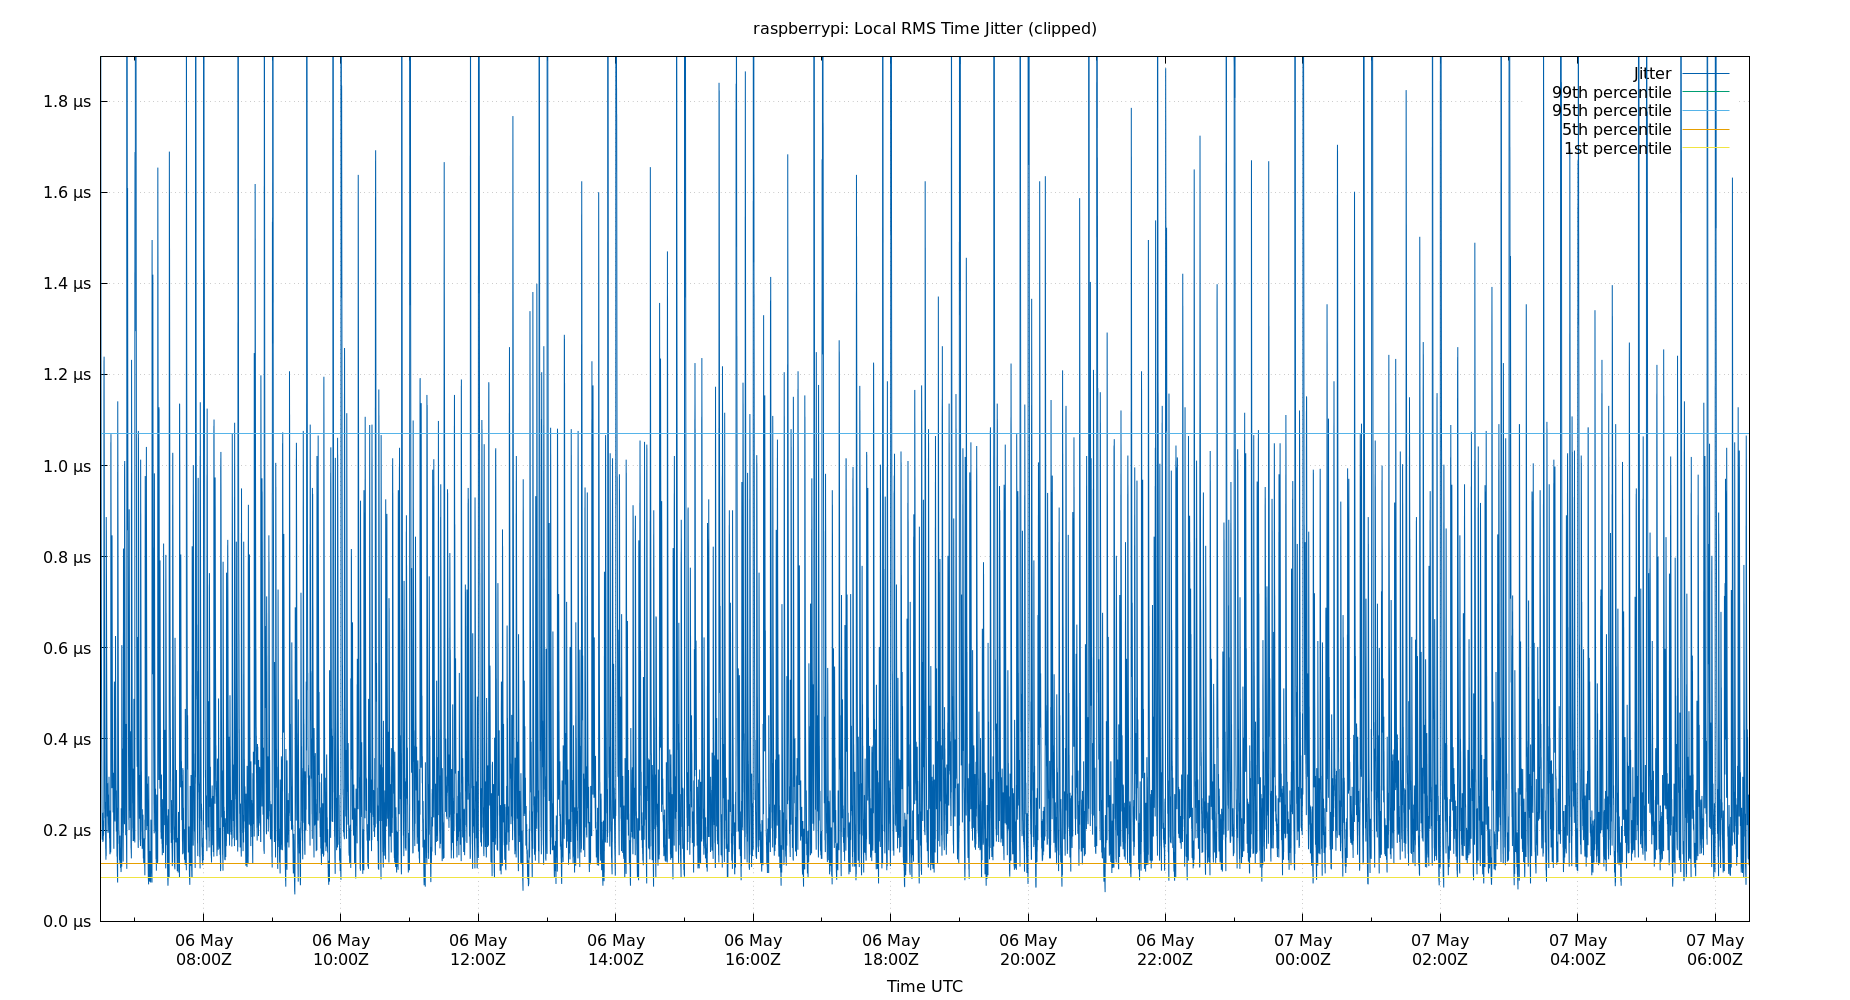 raspberrypi: Local RMS Time Jitter (clipped)
Jitter
99th percentile
95th percentile
5th percentile
1st percentile
1.8 µs
1.6 µs
1.4 µs
1.2 µs
1.0 µs
0.8 µs
0.6 µs
0.4 µs
0.2 µs
0.0 µs
06 May 06 May 06 May 06 May 06 May 06 May 06 May 06 May 07 May 07 May 07 May 07 May
08:00Z 10:00Z 12:00Z 14:00Z 16:00Z 18:00Z 20:00Z 22:00Z 00:00Z 02:00Z 04:00Z 06:00Z
Time UTC